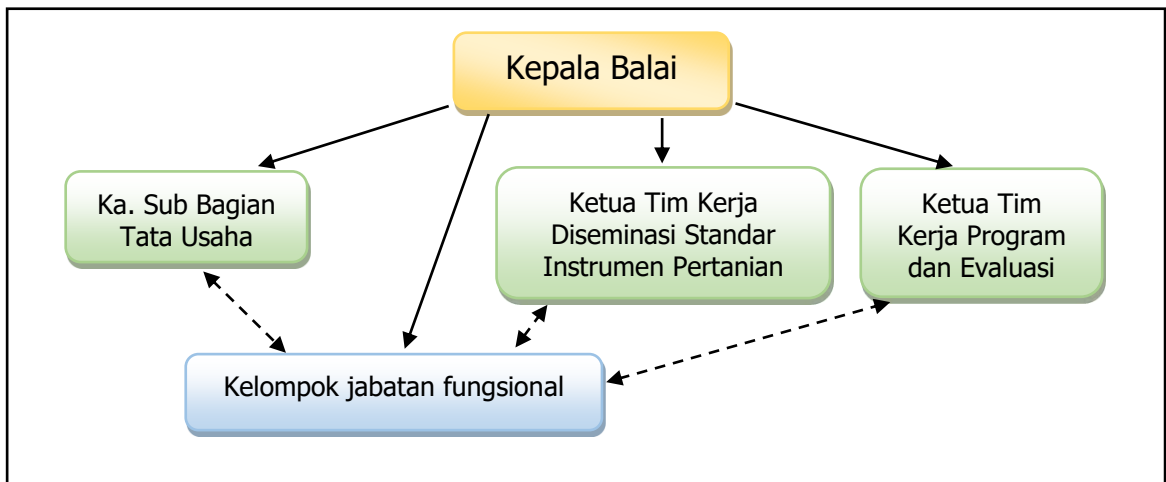 Kepala Balai
Ka. Sub Bagian
Tata Usaha
Ketua Tim Kerja
Diseminasi Standar
Instrumen Pertanian
Ketua Tim
Kerja Program
dan Evaluasi
Kelompok jabatan fungsional